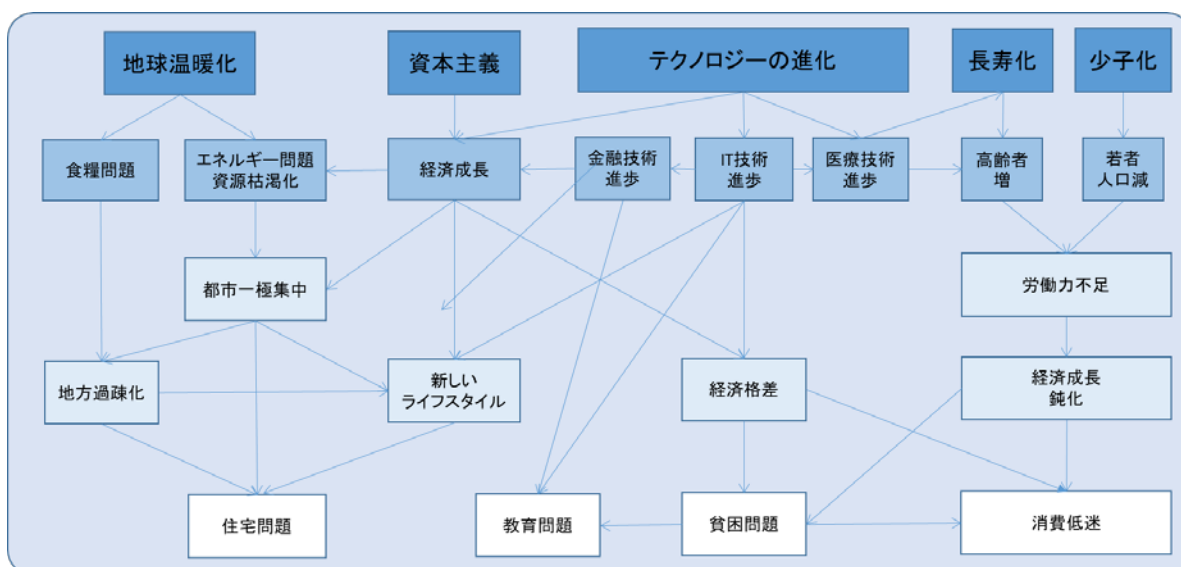 地球温暖化
資本主義
テクノロジーの進化
長寿化
少子化
食糧問題
エネルギー問題
資源枯渇化
経済成長
金融技術
進歩
IT技術
進歩
医療技術
進歩
高齢者
増
若者
人口減
都市一極集中
労働力不足
地方過疎化
新しい
ライフスタイル
経済格差
経済成長
鈍化
住宅問題
教育問題
貧困問題
消費低迷